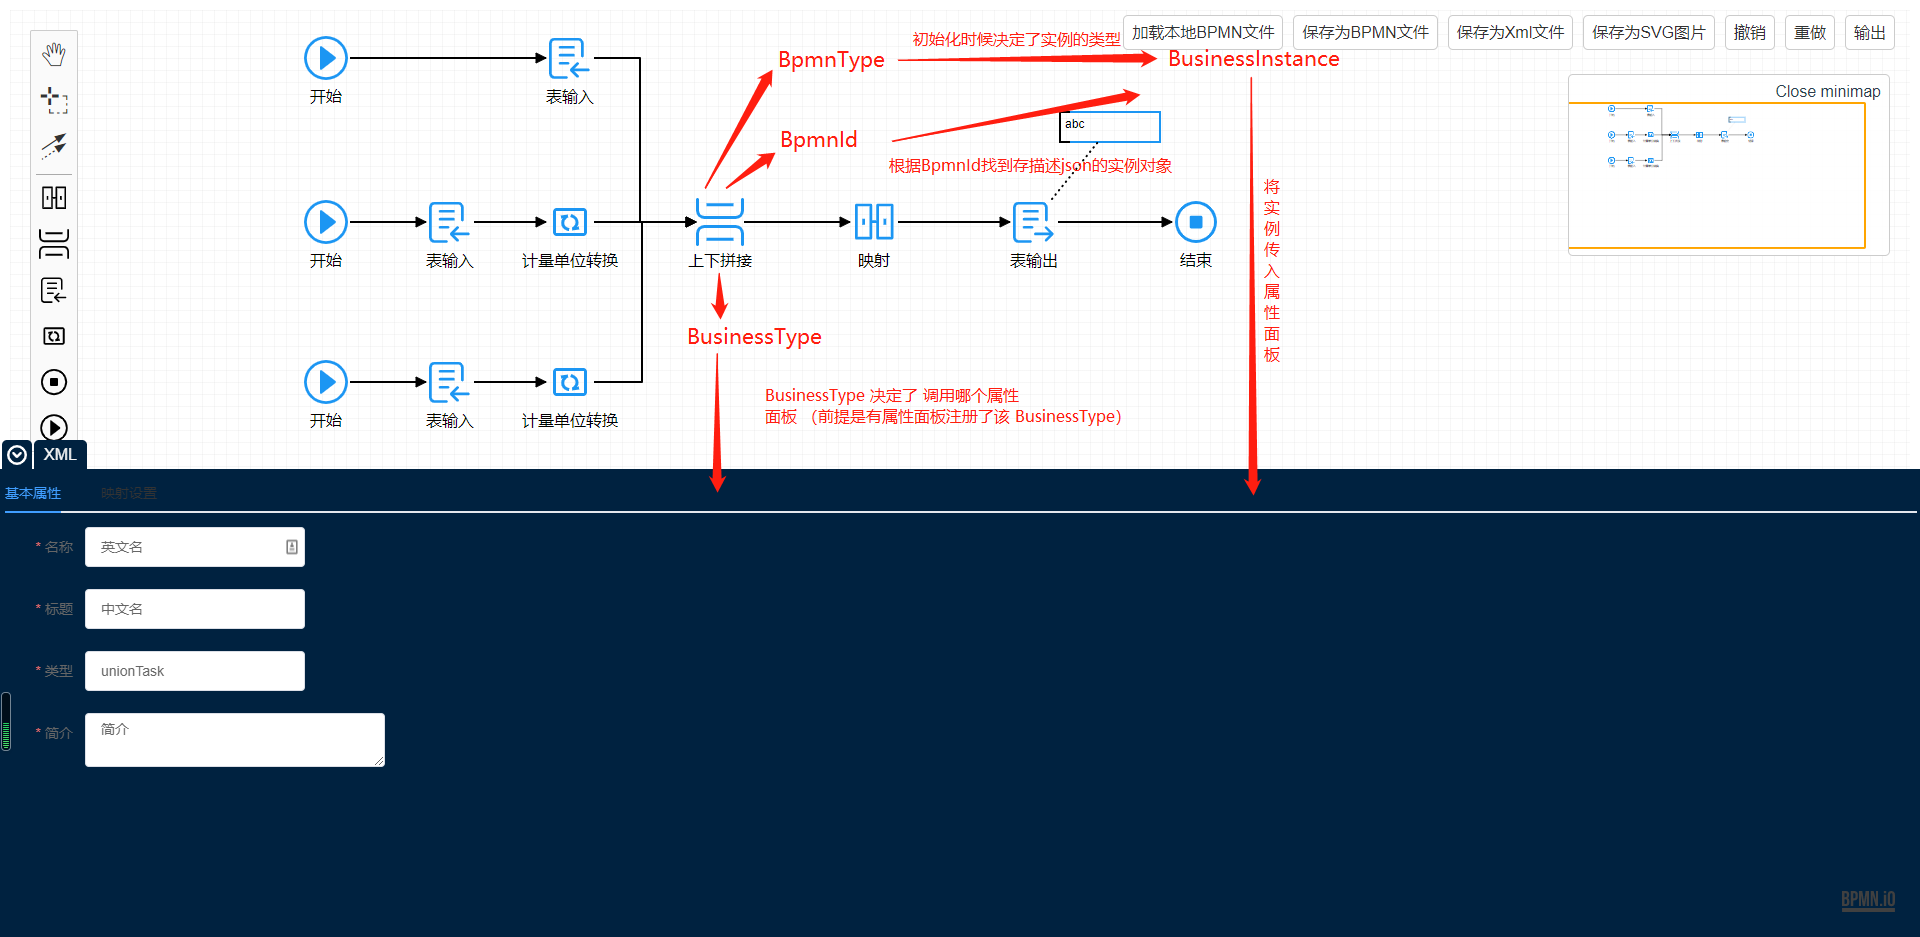 加载本地BPMN文件
保存为BPMN文件
保存为Xml文件
保存为SVG图片
撤销
重做
输出
初始化时候决定了实例的类型
BpmnType
BusinessInstance
Close minimap
开始
表输入
BpmnId
abc
根据BpmnId找到存描述json的实例对象
将实例传入属性面板
开始
表输入
计量单位转换
上下拼接
映射
表输出
结束
BusinessType
BusinessType 决定了 调用哪个属性
面板 （前提是有属性面板注册了该 BusinessType）
开始
表输入
计量单位转换
XML
基本属性
映射设置
* 名称
英文名
* 标题
中文名
* 类型
unionTask
* 简介
简介
BPMN.iO